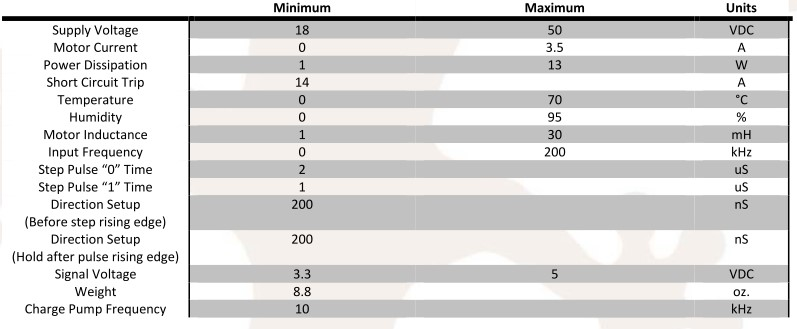 Minimum Maximum Units
Supply Voltage 18 50 VDC
Motor Current 0 3.5 A
Power Dissipation 1 13 W
Short Circuit Trip 14 A
Temperature 0 70 °C
Humidity 0 95 %
Motor Inductance 1 30 mH
Input Frequency 0 200 kHz
Step Pulse “0” Time 2 uS
Step Pulse “1” Time 1 uS
Direction Setup 200 nS
(Before step rising edge)
Direction Setup 200 nS
(Hold after pulse rising edge)
Signal Voltage 3.3 5 VDC
Weight 8.8 oz.
Charge Pump Frequency 10 kHz